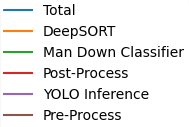 Total
DeepSORT
Man Down Classifier
Post-Process
YOLO Inference
Pre-Process